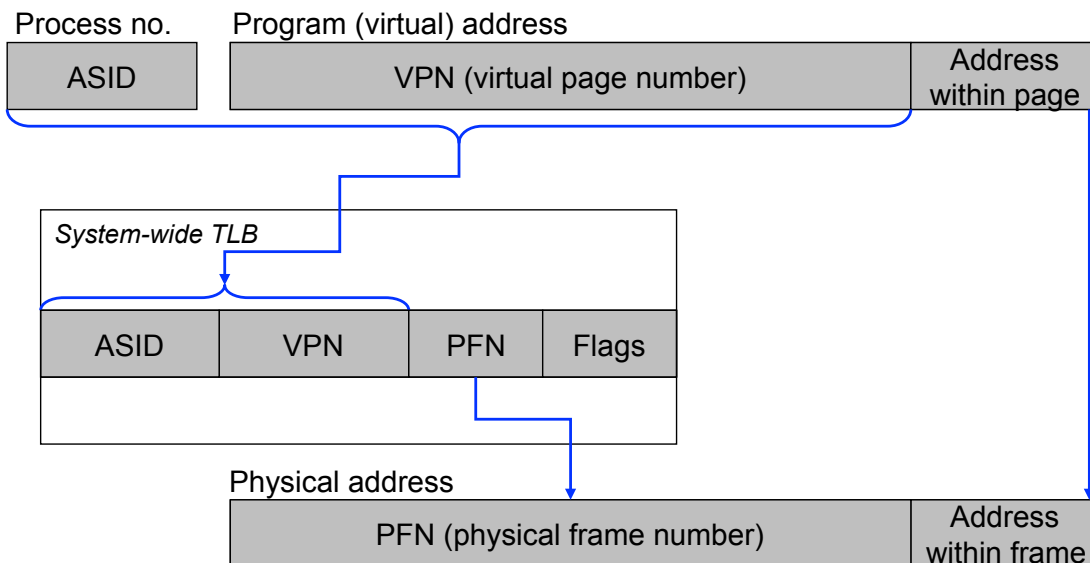 Process no.
Program (virtual) address
ASID
VPN (virtual page number)
Address
within page
System-wide TLB
ASID
VPN
PFN
Flags
Physical address
PFN (physical frame number)
Address
within frame